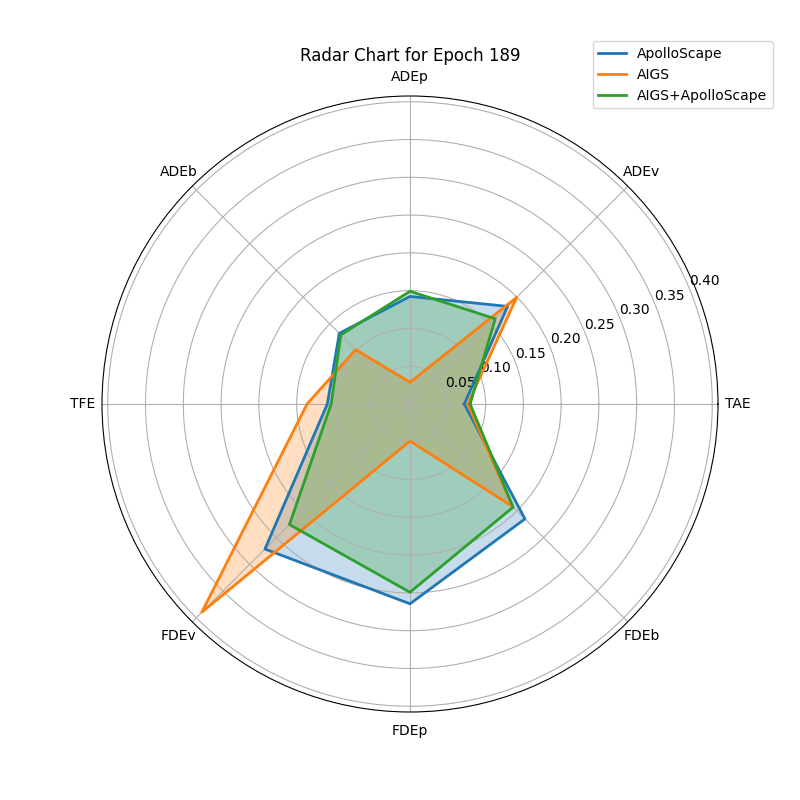 Radar Chart for Epoch 189
ApolloScape
AIGS
AIGS+ApolloScape
ADEp
ADEb
ADEv
0.40
0.35
0.30
0.25
0.20
0.15
0.10
0.05
TFE
TAE
FDEv
FDEb
FDEp